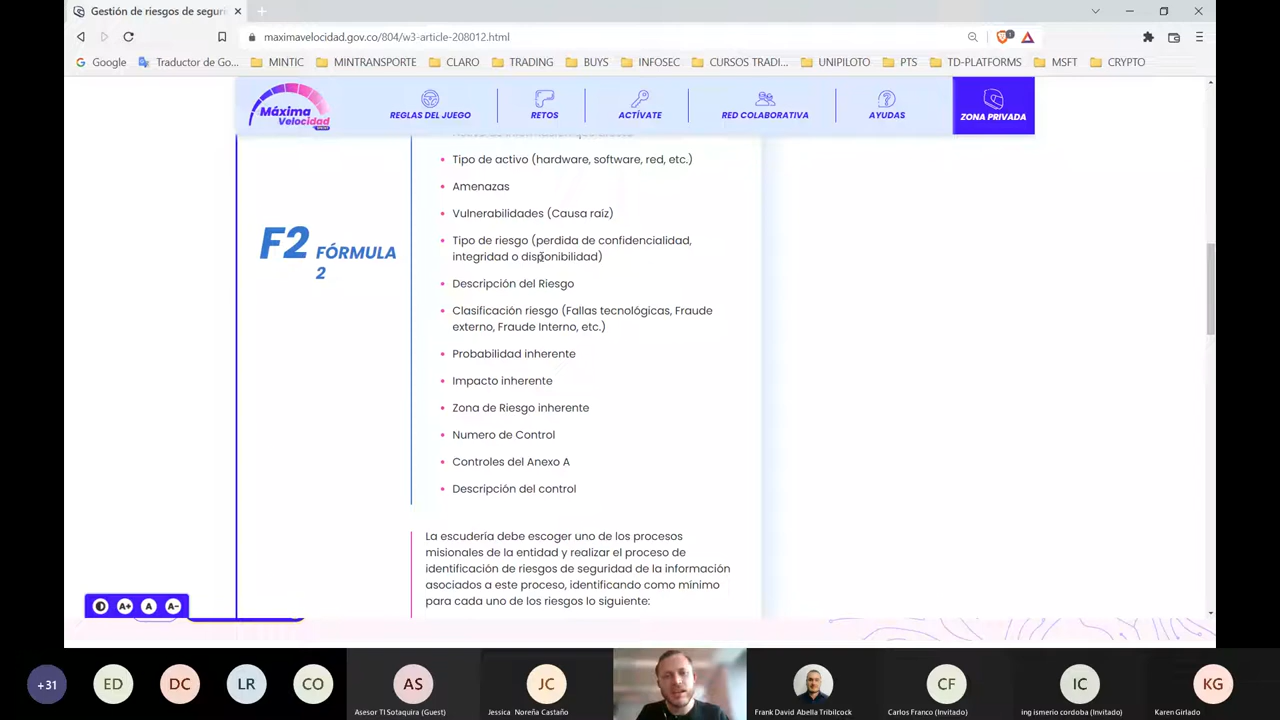 Gestión de riesgos de segur
maximavelocidad.gov.co/804/w3-article-208012.html
1
Google
Traductor de Go...
MINTIC
MINTRANSPORTE
CLARO
TRADING
BUYS
INFOSEC
CURSOS TRADI...
UNIPILOTO
PTS
TD-PLATFORMS
MSFT
CRYPTO
Máxima
Velocidad
REGLAS DEL JUEGO
RETOS
ACTÍVATE
RED COLABORATIVA
AYUDAS
ZONA PRIVADA
Tipo de activo (hardware, software, red, etc.)
Amenazas
Vulnerabilidades (Causa raíz)
Tipo de riesgo (perdida de confidencialidad,
integridad o disponibilidad)
F2 FÓRMULA
2
Descripción del Riesgo
Clasificación riesgo (Fallas tecnológicas, Fraude
externo, Fraude Interno, etc.)
Probabilidad inherente
Impacto inherente
Zona de Riesgo inherente
Numero de Control
Controles del Anexo A
Descripción del control
La escudería debe escoger uno de los procesos
misionales de la entidad y realizar el proceso de
identificación de riesgos de seguridad de la información
asociados a este proceso, identificando como mínimo
para cada uno de los riesgos lo siguiente:
A+
A
A-
+31
ED
DC
LR
CO
AS
Asesor TI Sotaquira (Guest)
JC
Jessica Noreña Castaño
Frank David Abella Tribilcock
CF
Carlos Franco (Invitado)
IC
ing ismerio cordoba (Invitado)
KG
Karen Girlado